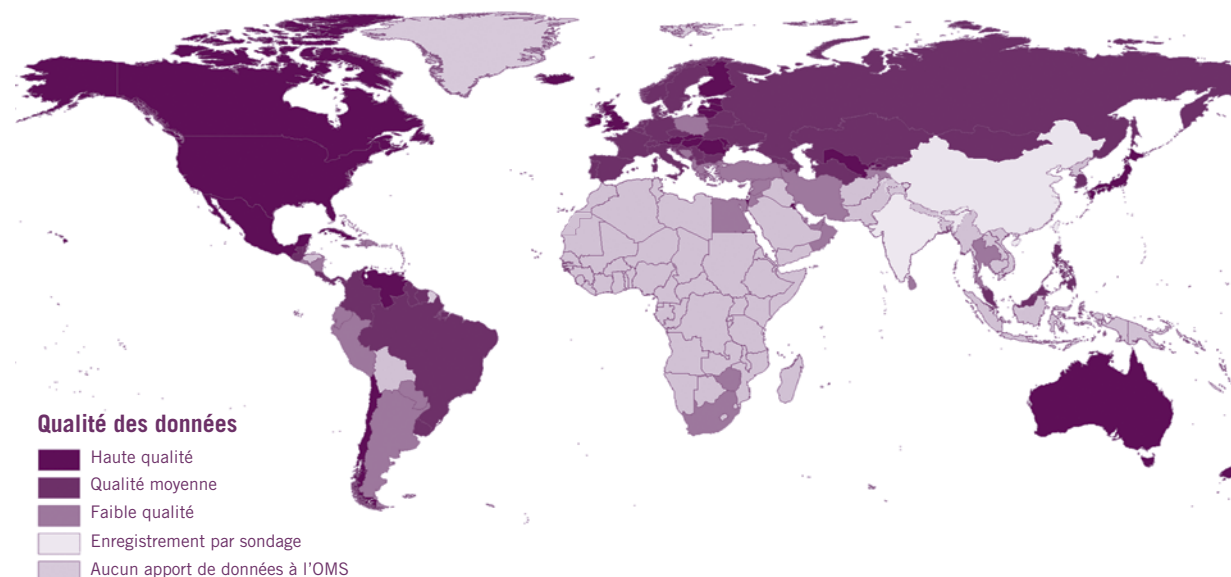 Qualité des données
Haute qualité
Qualité moyenne
Faible qualité
Enregistrement par sondage
Aucun apport de données à l'OMS